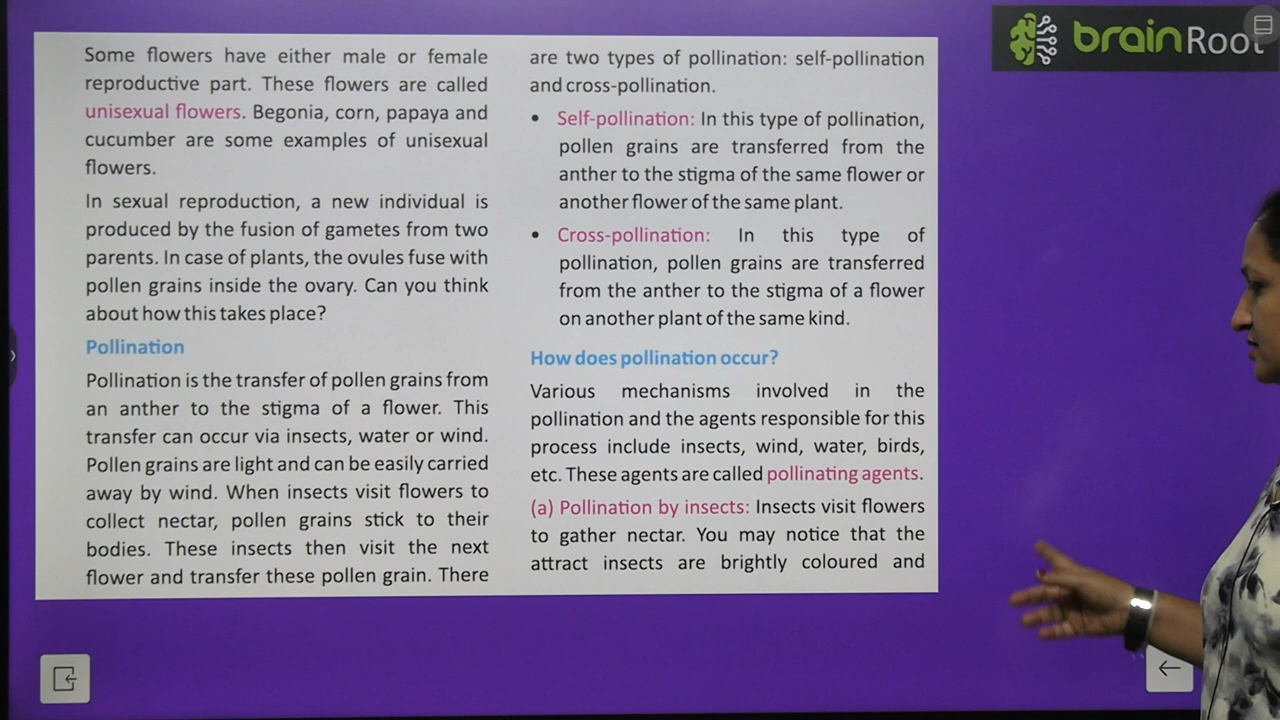 Some flowers have either male or female
reproductive part. These flowers are called
unisexual flowers. Begonia, corn, papaya and
cucumber are some examples of unisexual
flowers.
In sexual reproduction, a new individual is
produced by the fusion of gametes from two
parents. In case of plants, the ovules fuse with
pollen grains inside the ovary. Can you think
about how this takes place?
Pollination
Pollination is the transfer of pollen grains from
an anther to the stigma of a flower. This
transfer can occur via insects, water or wind.
Pollen grains are light and can be easily carried
away by wind. When insects visit flowers to
collect nectar, pollen grains stick to their
bodies. These insects then visit the next
flower and transfer these pollen grain. There
are two types of pollination: self-pollination
and cross-pollination.
• Self-pollination: In this type of pollination,
pollen grains are transferred from the
anther to the stigma of the same flower or
another flower of the same plant.
• Cross-pollination: In this type of
pollination, pollen grains are transferred
from the anther to the stigma of a flower
on another plant of the same kind.
How does pollination occur?
Various mechanisms involved in the
pollination and the agents responsible for this
process include insects, wind, water, birds,
etc. These agents are called pollinating agents.
(a) Pollination by insects: Insects visit flowers
to gather nectar. You may notice that the
attract insects are brightly coloured and
brainRoot